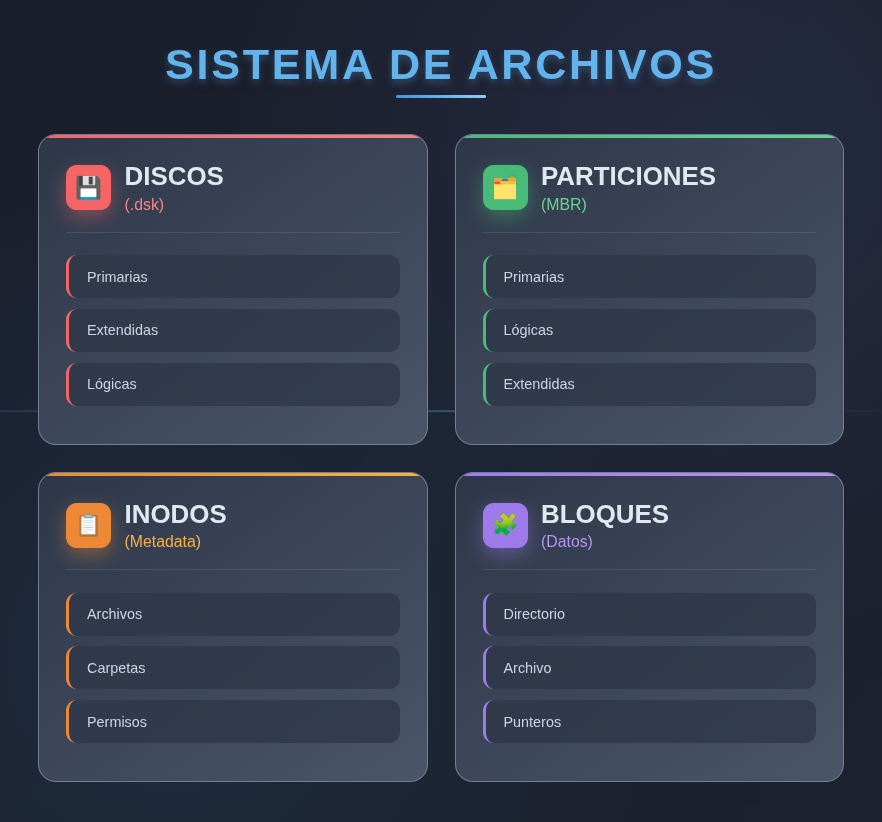 SISTEMA DE ARCHIVOS
DISCOS
(.dsk)
Primarias
Extendidas
Lógicas
PARTICIONES
(MBR)
Primarias
Lógicas
Extendidas
INODOS
(Metadata)
Archivos
Carpetas
Permisos
BLOQUES
(Datos)
Directorio
Archivo
Punteros